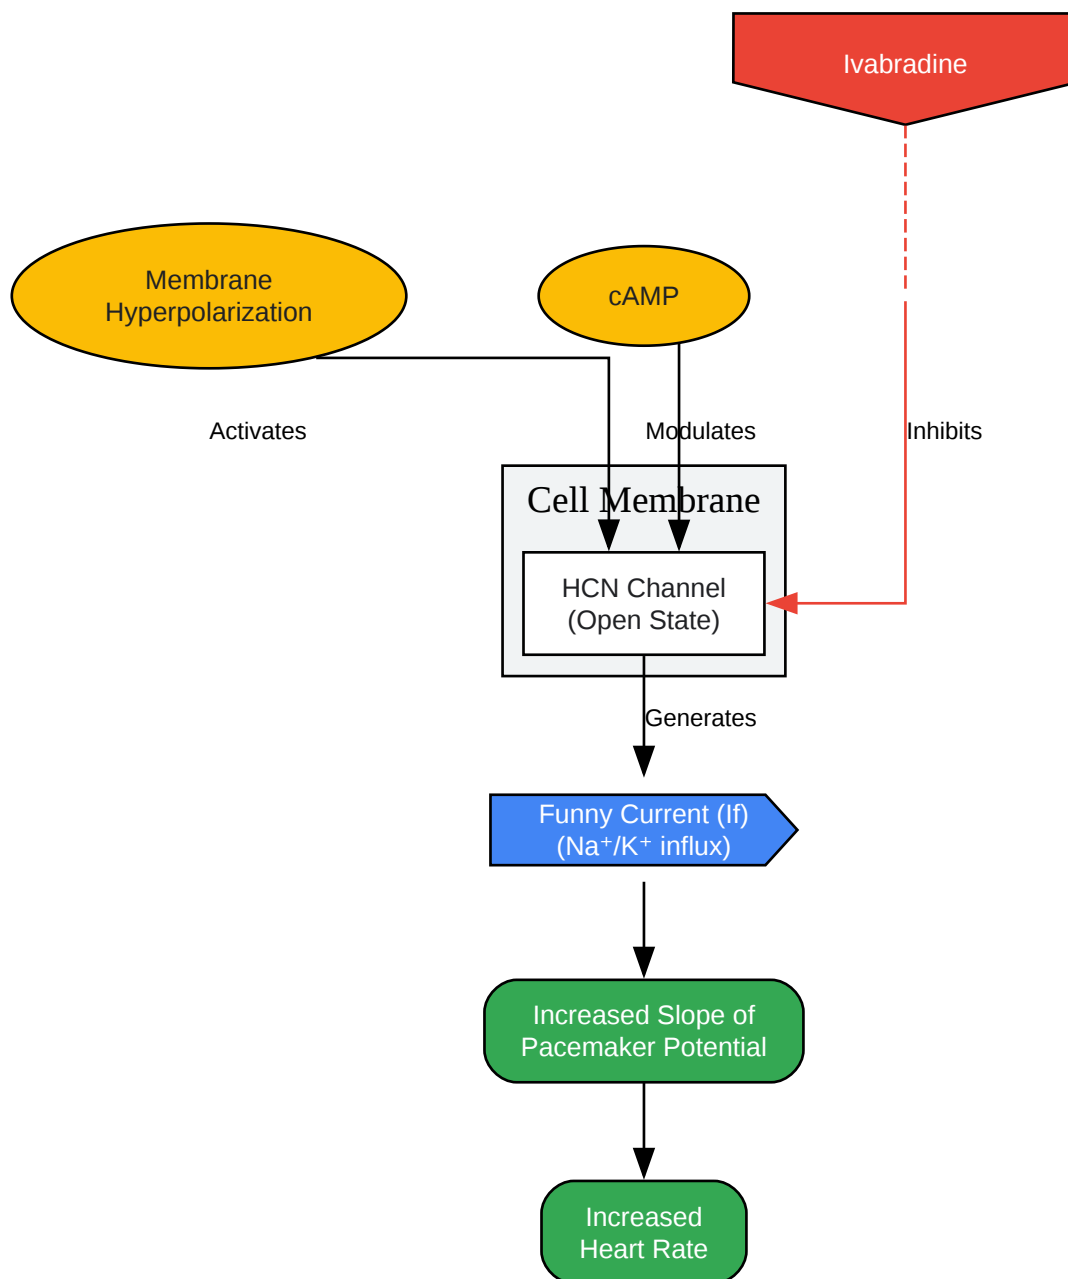 Ivabradine
Membrane
Hyperpolarization
cAMP
Activates
Modulates
Inhibits
Cell Membrane
HCN Channel
(Open State)
Generates
Funny Current (If)
(Na⁺/K⁺ influx)
Increased Slope of
Pacemaker Potential
Increased
Heart Rate